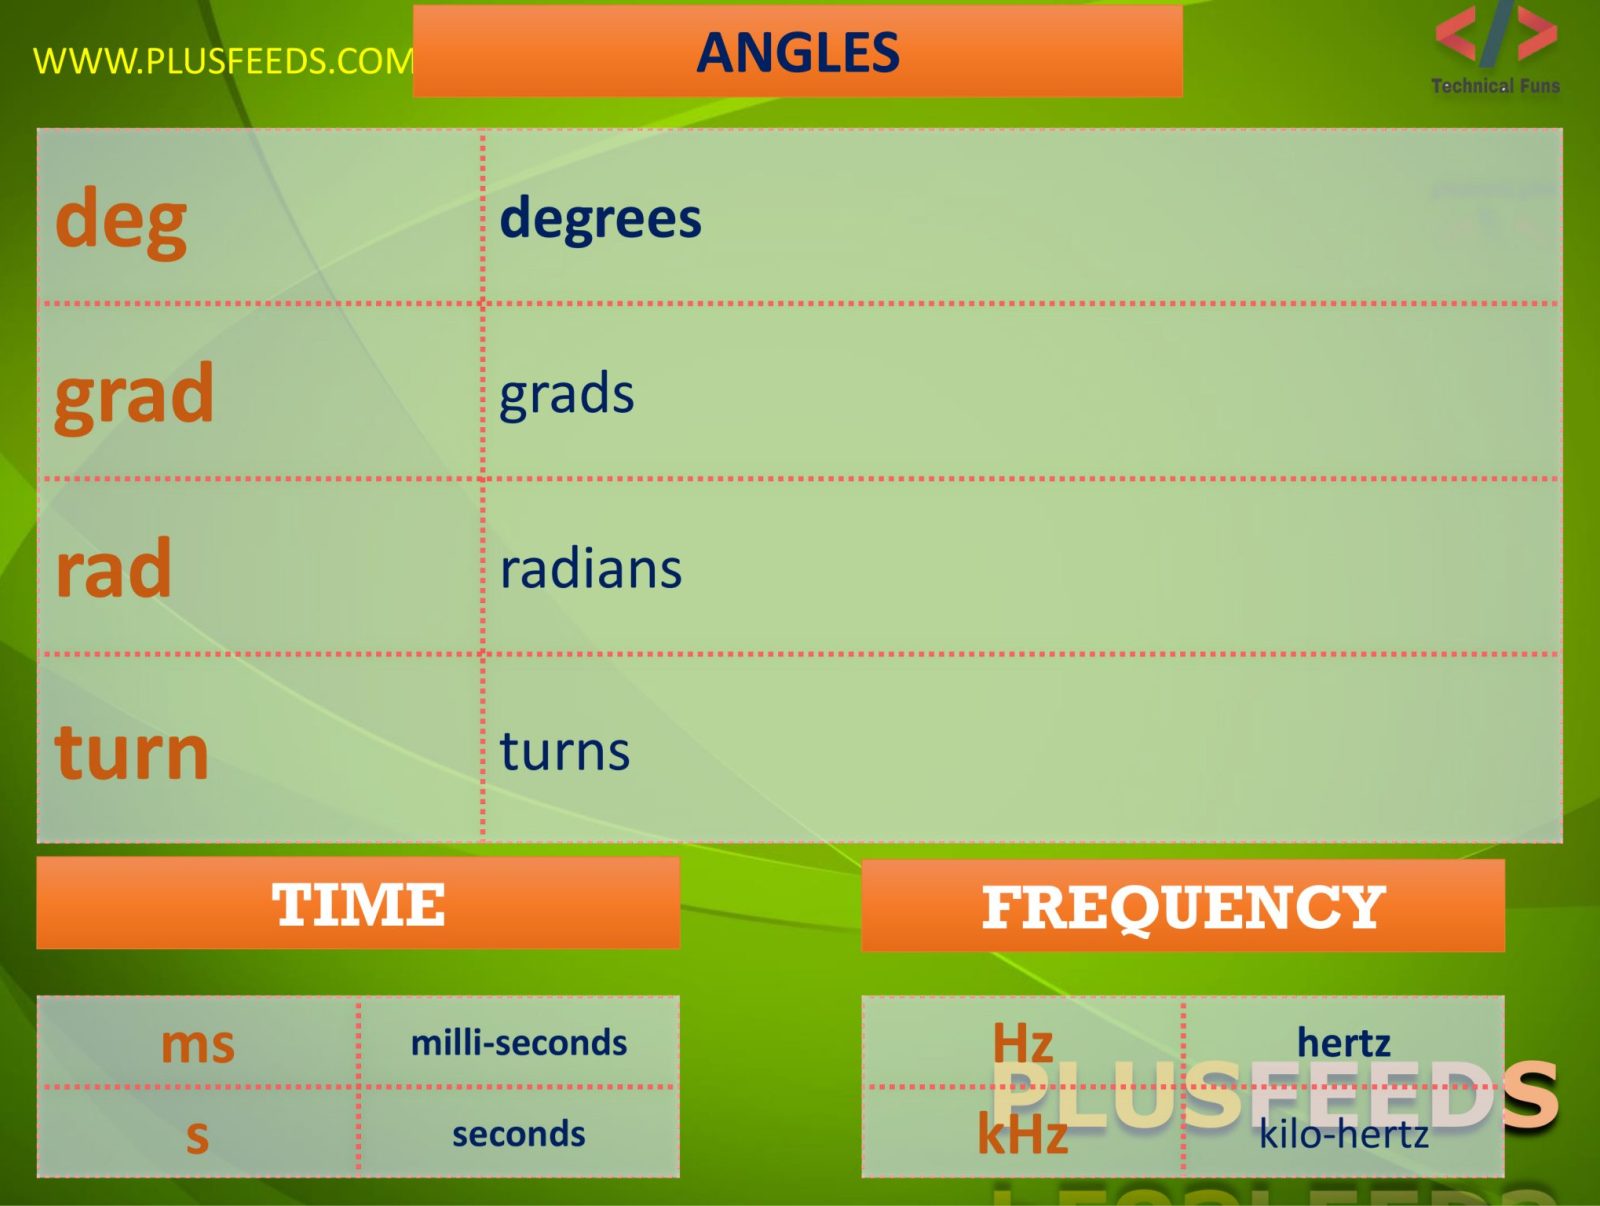 WWW.PLUSFEEDS.COM
ANGLES
Technical Funs
deg degrees
grad grads
rad radians
turn turns
TIME
FREQUENCY
ms milli-seconds
s seconds
Hz hertz
kHz kilo-hertz
PLUSFEEDS